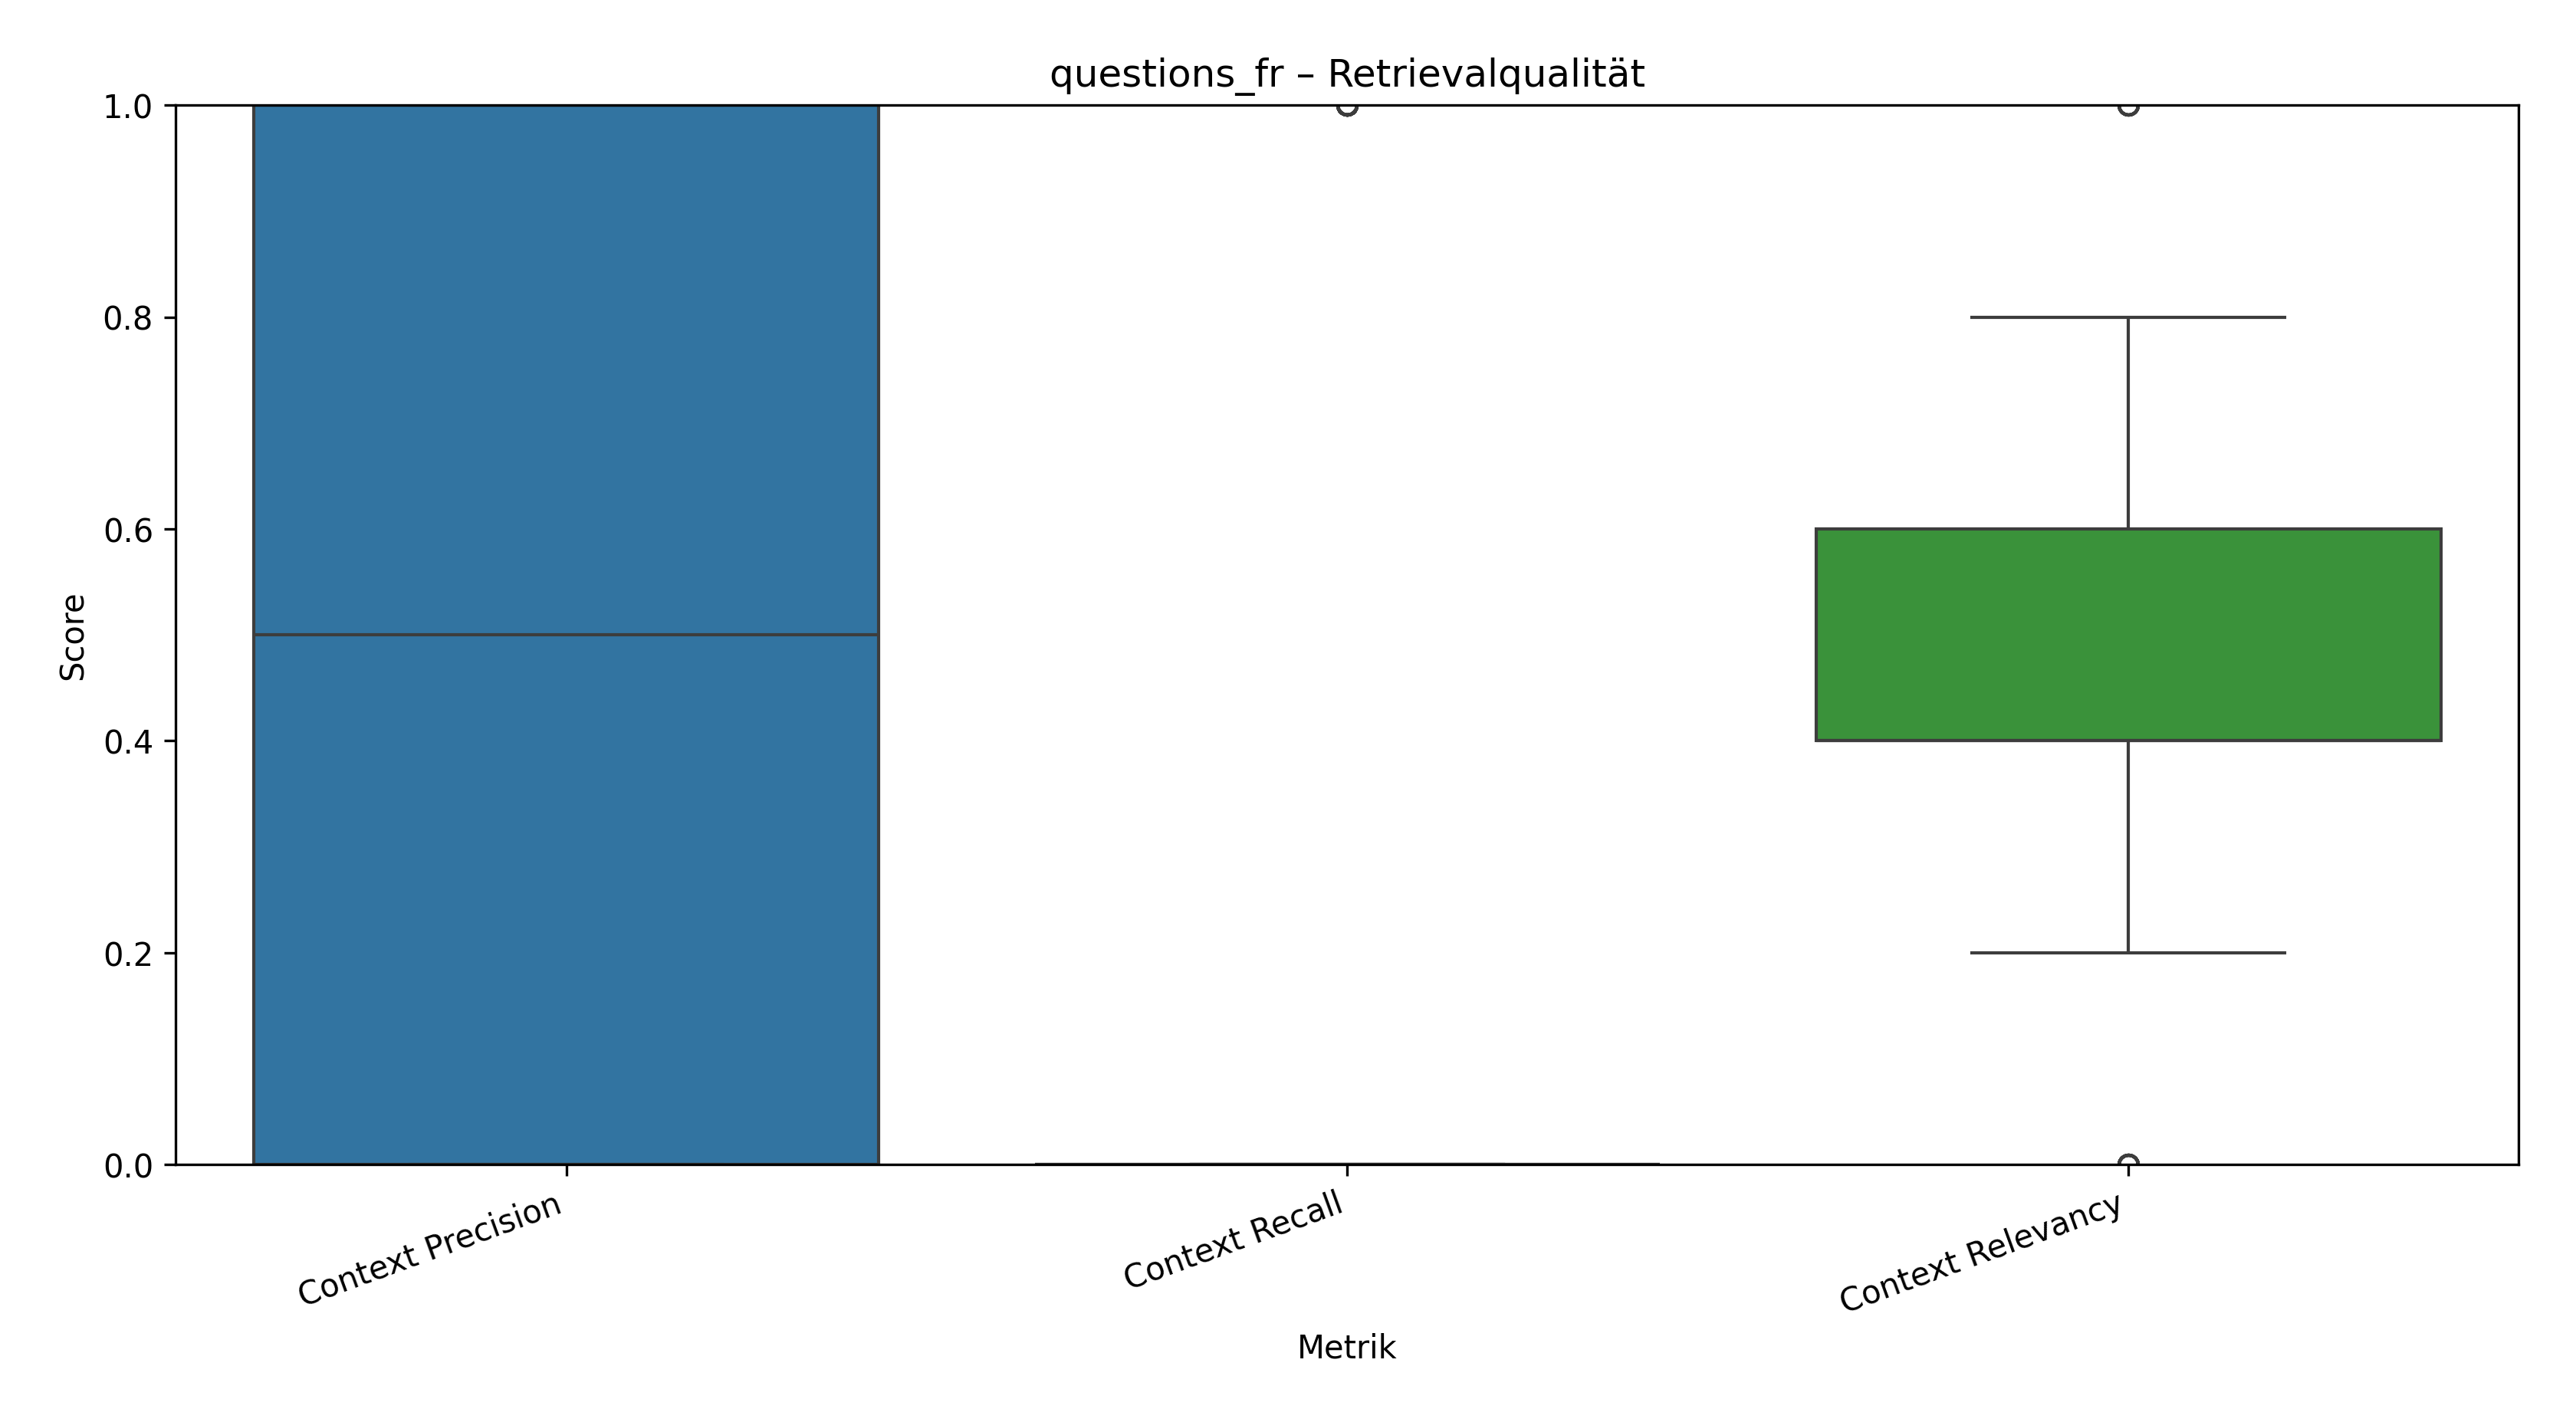 questions_fr – Retrievalqualität
1.0
0.8
0.6
0.4
0.2
0.0
Score
Context Precision
Context Recall
Context Relevancy
Metrik